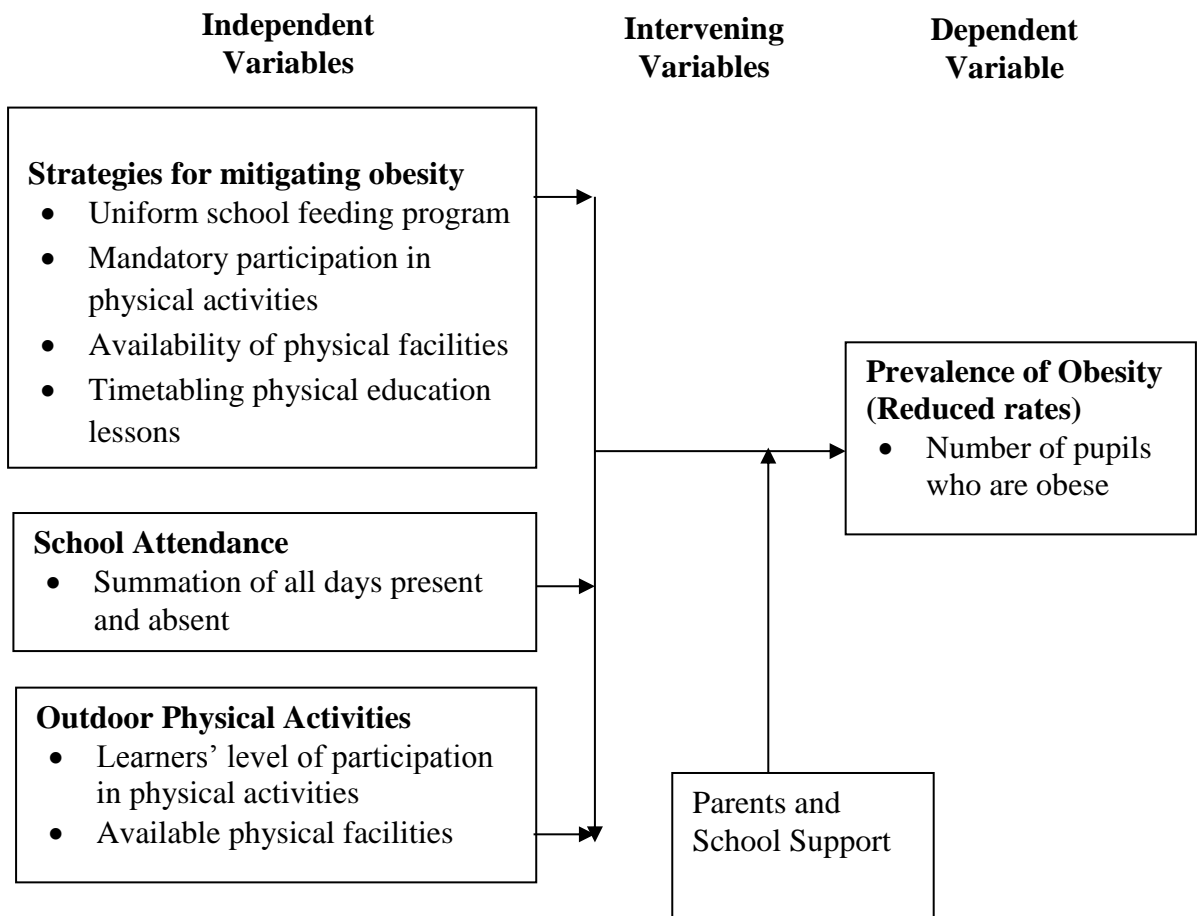 Independent
Variables
Intervening
Variables
Dependent
Variable
Strategies for mitigating obesity
• Uniform school feeding program
• Mandatory participation in
physical activities
• Availability of physical facilities
• Timetabling physical education
lessons
School Attendance
• Summation of all days present
and absent
Outdoor Physical Activities
• Learners’ level of participation
in physical activities
• Available physical facilities
Parents and
School Support
Prevalence of Obesity
(Reduced rates)
• Number of pupils
who are obese